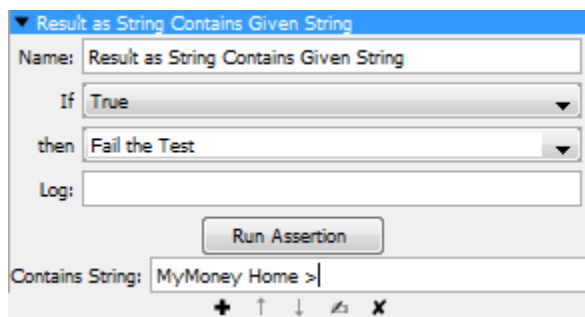 Result as String Contains Given String
Name: Result as String Contains Given String
If True
then Fail the Test
Log:
Run Assertion
Contains String: MyMoney Home >